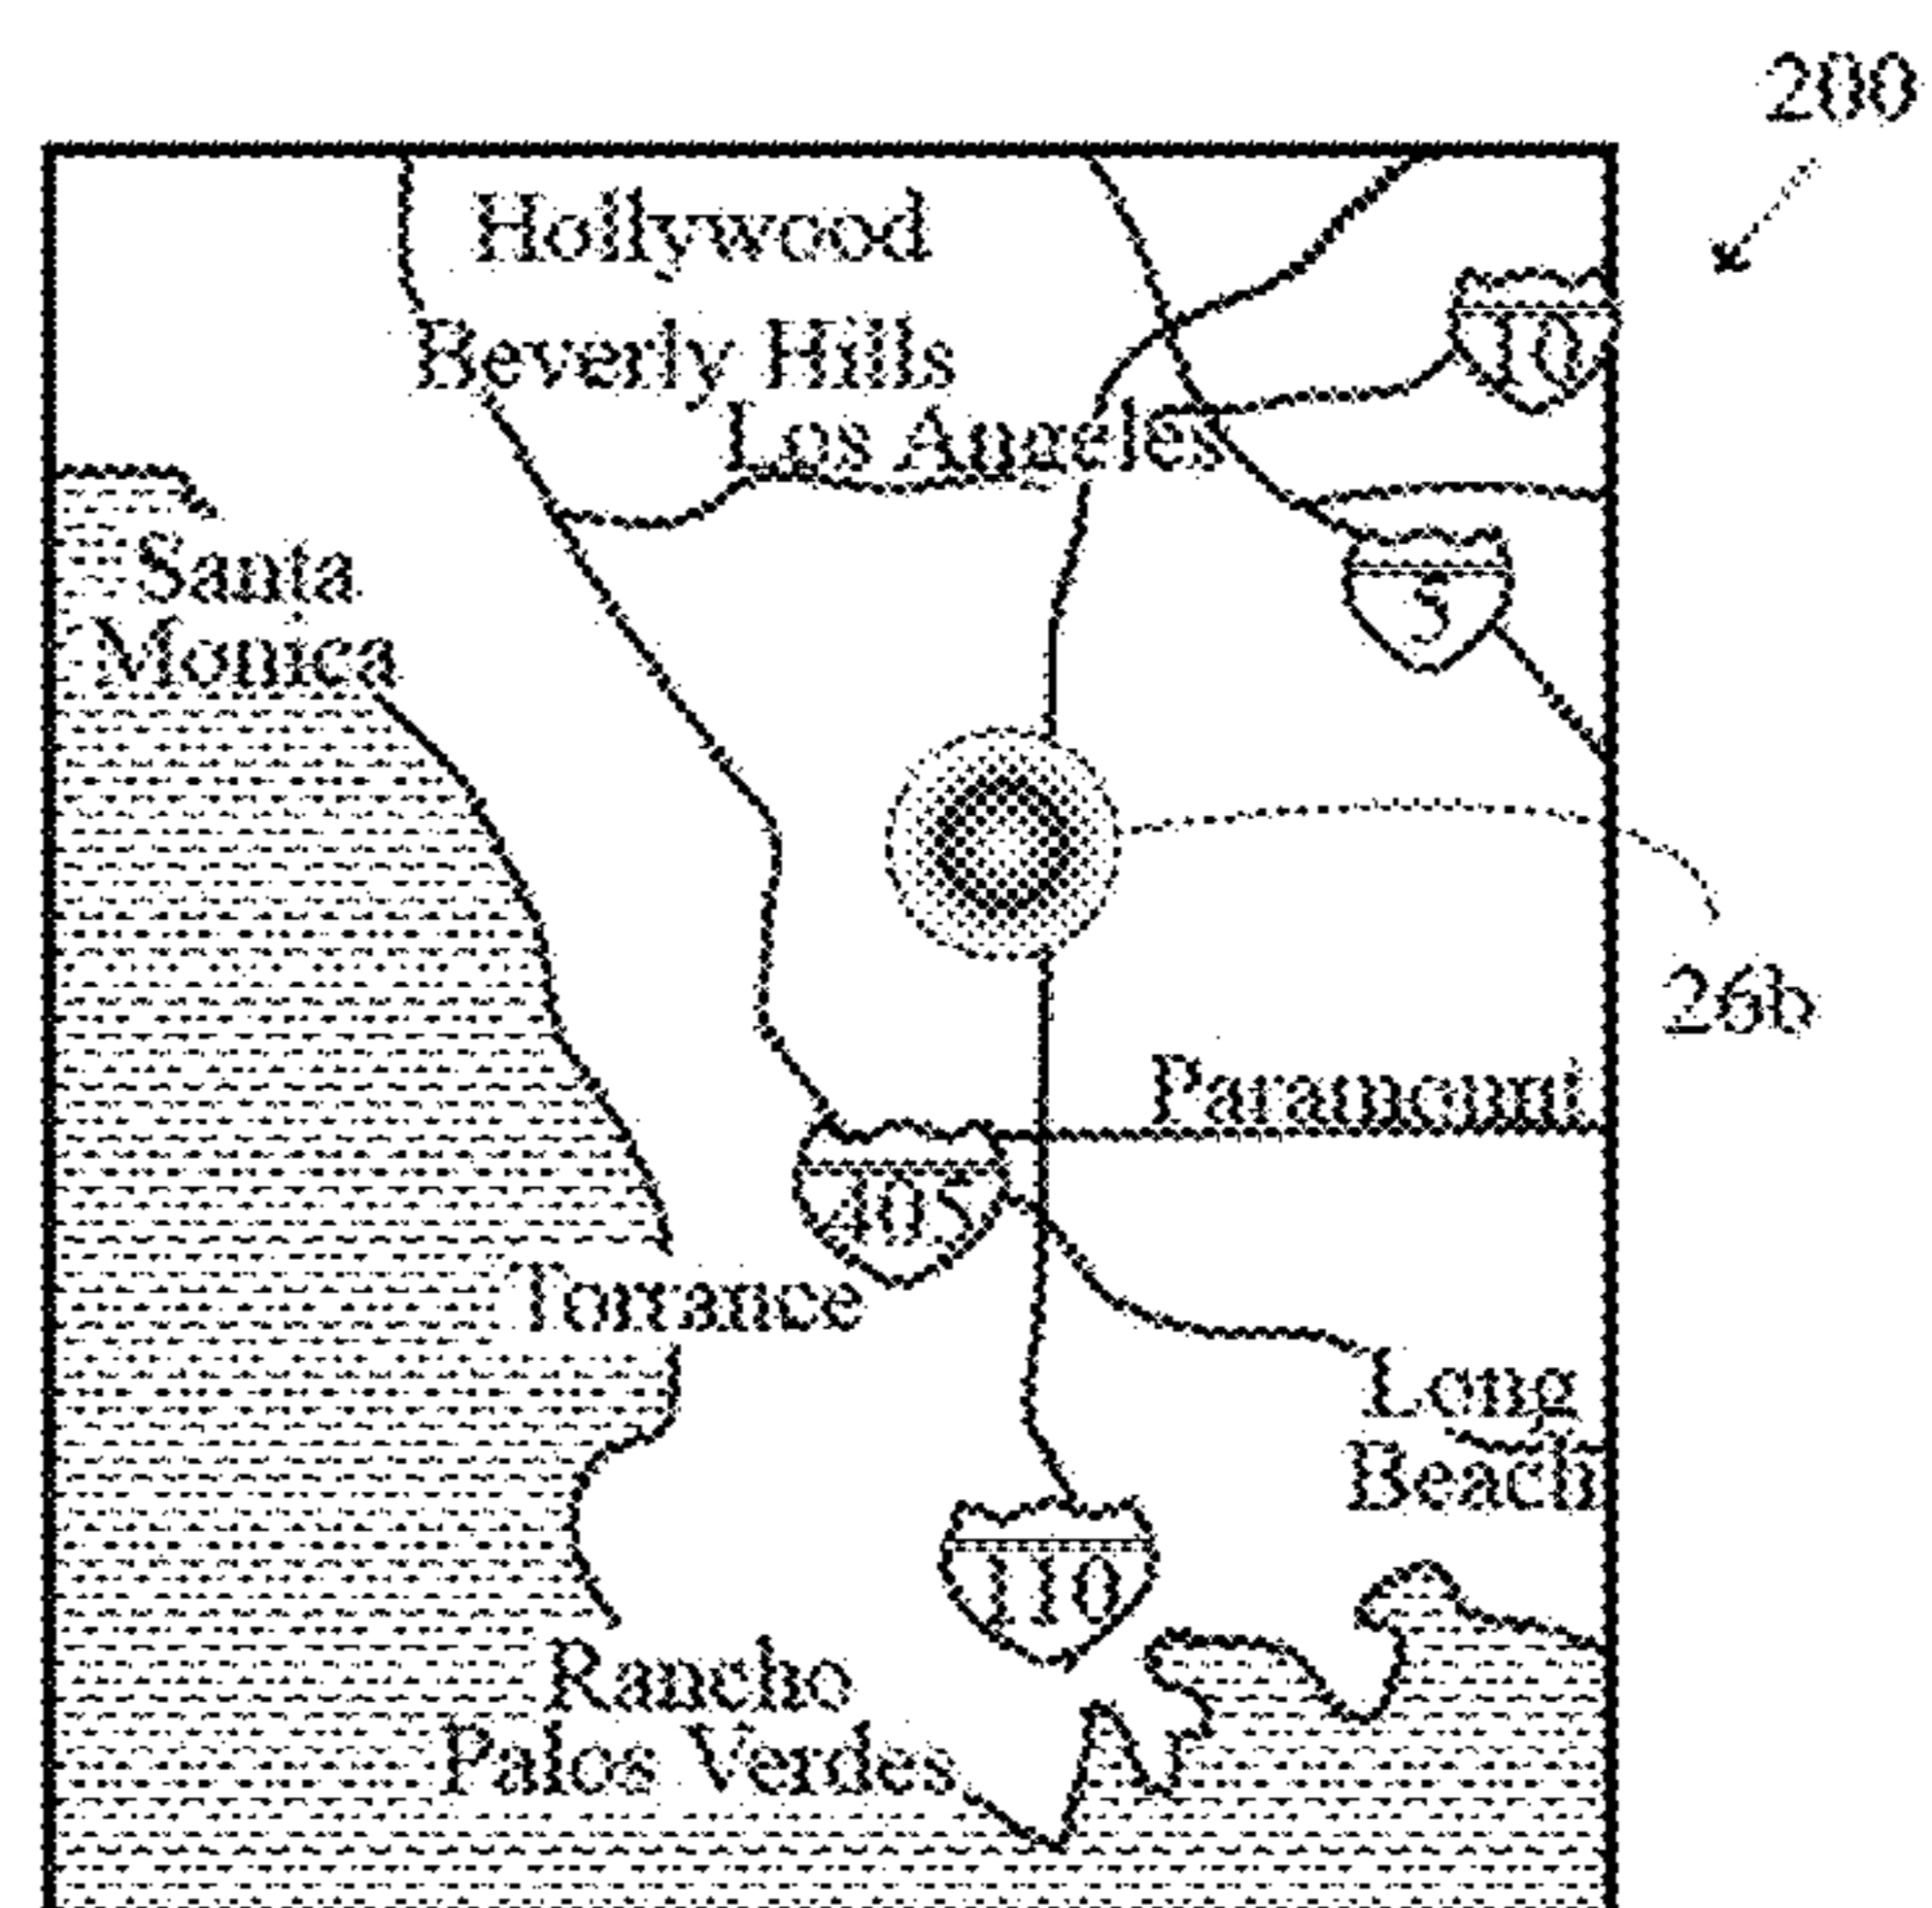 200
Hollywood
10
Beverly Hills
Los Angeles
5
Santa
Monica
26b
Paramount
405
Torrance
Long
Beach
110
Rancho
Palos Verdes